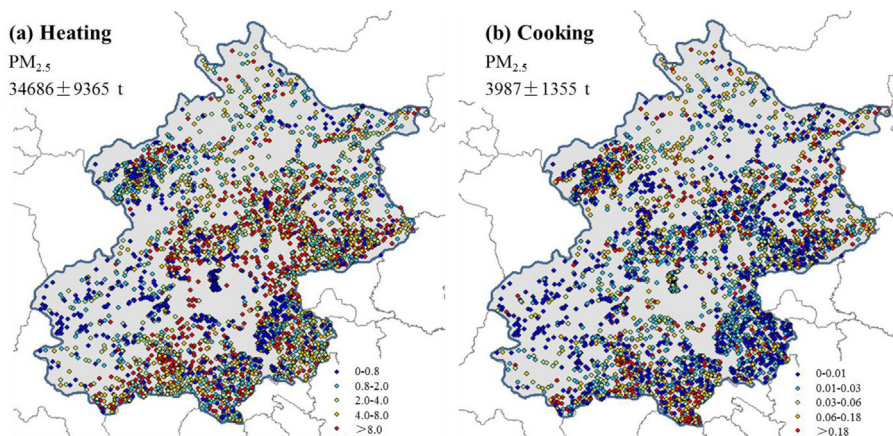 (a) Heating
PM2.5
34686±9365 t
0-0.8
0.8-2.0
2.0-4.0
4.0-8.0
＞8.0
(b) Cooking
PM2.5
3987±1355 t
0-0.01
0.01-0.03
0.03-0.06
0.06-0.18
＞0.18